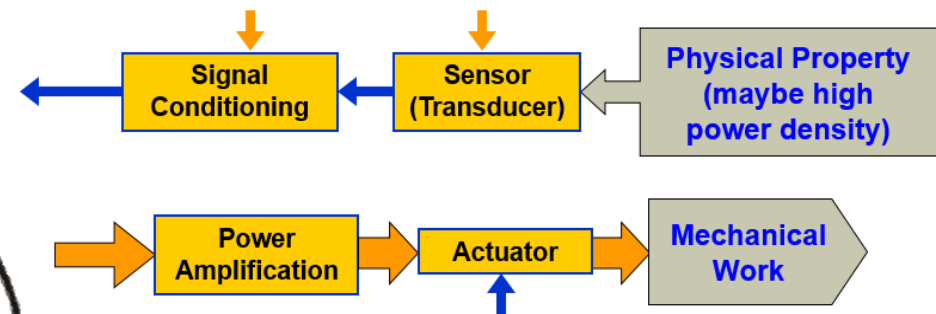 Signal
Conditioning
Sensor
(Transducer)
Physical Property
(maybe high
power density)
Power
Amplification
Actuator
Mechanical
Work